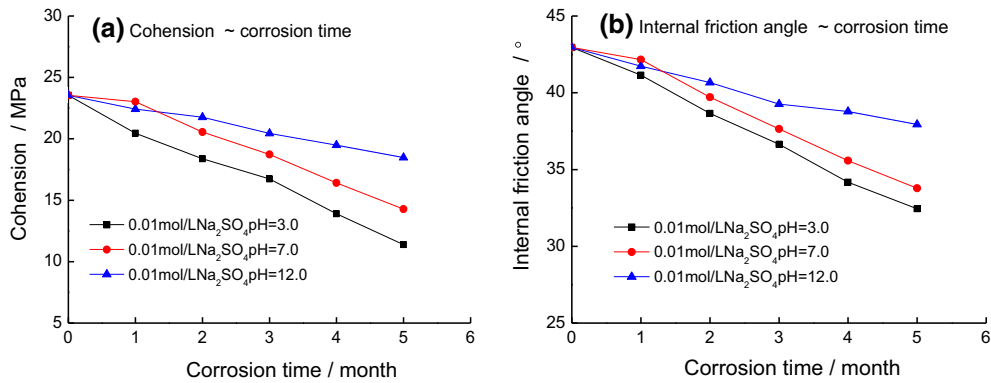 (a) Cohension ~ corrosion time
30
25
20
15
10
5
Cohension / MPa
0.01mol/LNa₂SO₄pH=3.0
0.01mol/LNa₂SO₄pH=7.0
0.01mol/LNa₂SO₄pH=12.0
0 1 2 3 4 5 6
Corrosion time / month
(b) Internal friction angle ~ corrosion time
45
40
35
30
25
Internal friction angle / °
0.01mol/LNa₂SO₄pH=3.0
0.01mol/LNa₂SO₄pH=7.0
0.01mol/LNa₂SO₄pH=12.0
0 1 2 3 4 5 6
Corrosion time / month